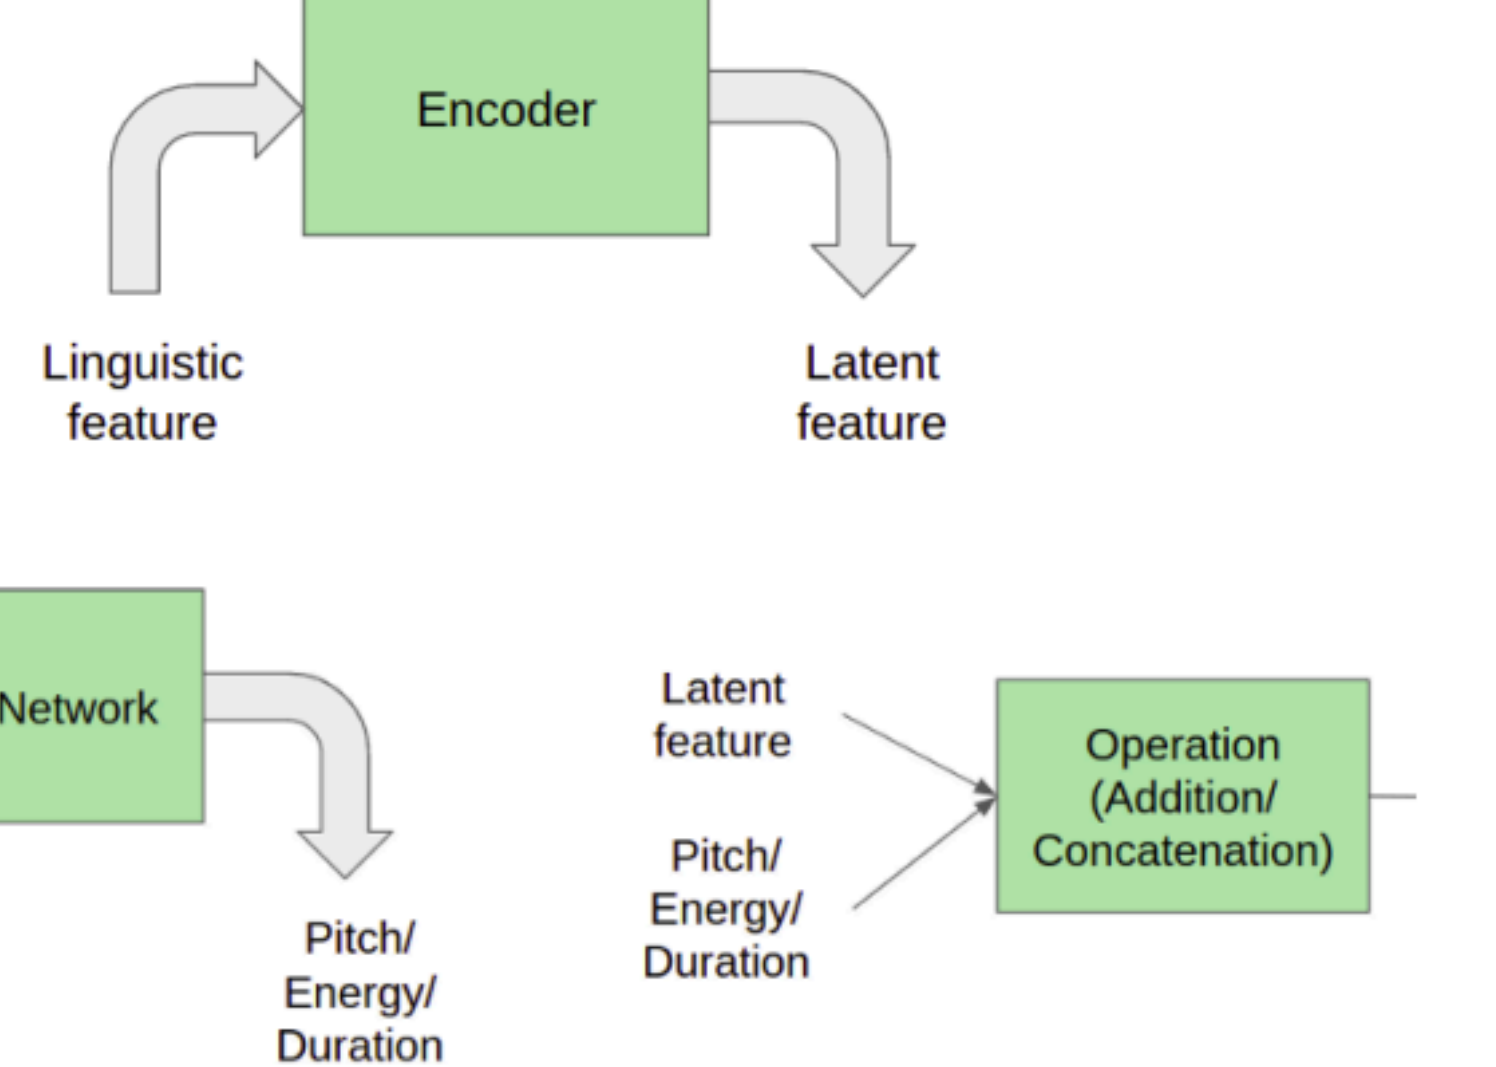 Encoder
Linguistic
feature
Latent
feature
Network
Pitch/
Energy/
Duration
Latent
feature
Pitch/
Energy/
Duration
Operation
(Addition/
Concatenation)